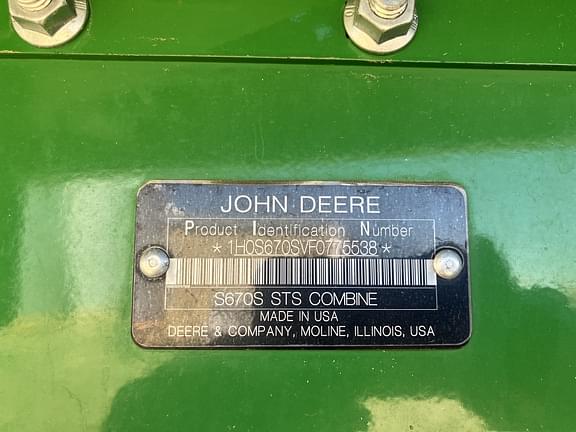 JOHN DEERE
Product Identification Number
*1H0S670SVF0775538*
S670S STS COMBINE
MADE IN USA
DEERE & COMPANY, MOLINE, ILLINOIS, USA